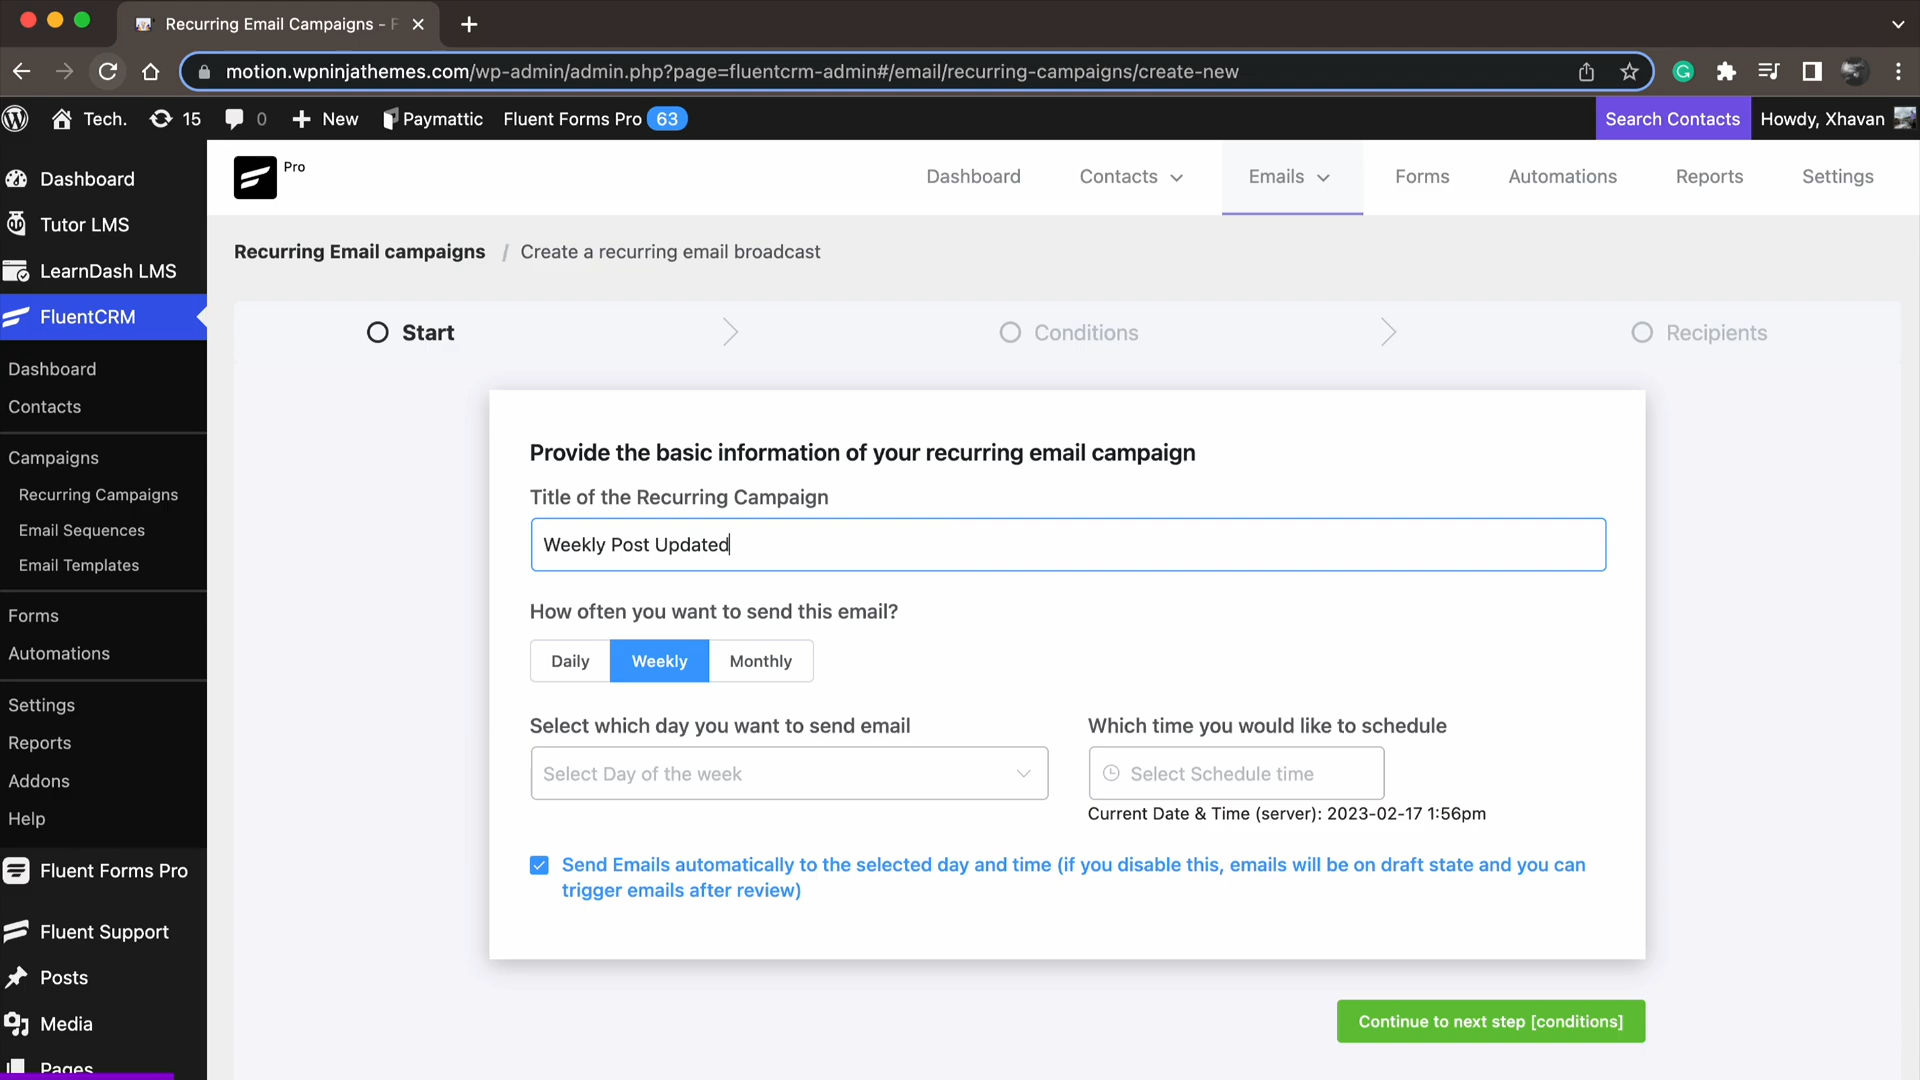 Recurring Email Campaigns - F
motion.wpninjathemes.com/wp-admin/admin.php?page=fluentcrm-admin#/email/recurring-campaigns/create-new
Tech. 15 0 New Paymattic Fluent Forms Pro 63 Search Contacts Howdy, Xhavan
Dashboard
Tutor LMS
LearnDash LMS
FluentCRM
Dashboard
Contacts
Campaigns
Recurring Campaigns
Email Sequences
Email Templates
Forms
Automations
Settings
Reports
Addons
Help
Fluent Forms Pro
Fluent Support
Posts
Media
Pages
Pro
Dashboard Contacts Emails Forms Automations Reports Settings
Recurring Email campaigns / Create a recurring email broadcast
Start Conditions Recipients
Provide the basic information of your recurring email campaign
Title of the Recurring Campaign
Weekly Post Updated
How often you want to send this email?
Daily Weekly Monthly
Select which day you want to send email
Select Day of the week
Which time you would like to schedule
Select Schedule time
Current Date & Time (server): 2023-02-17 1:56pm
Send Emails automatically to the selected day and time (if you disable this, emails will be on draft state and you can
trigger emails after review)
Continue to next step [conditions]